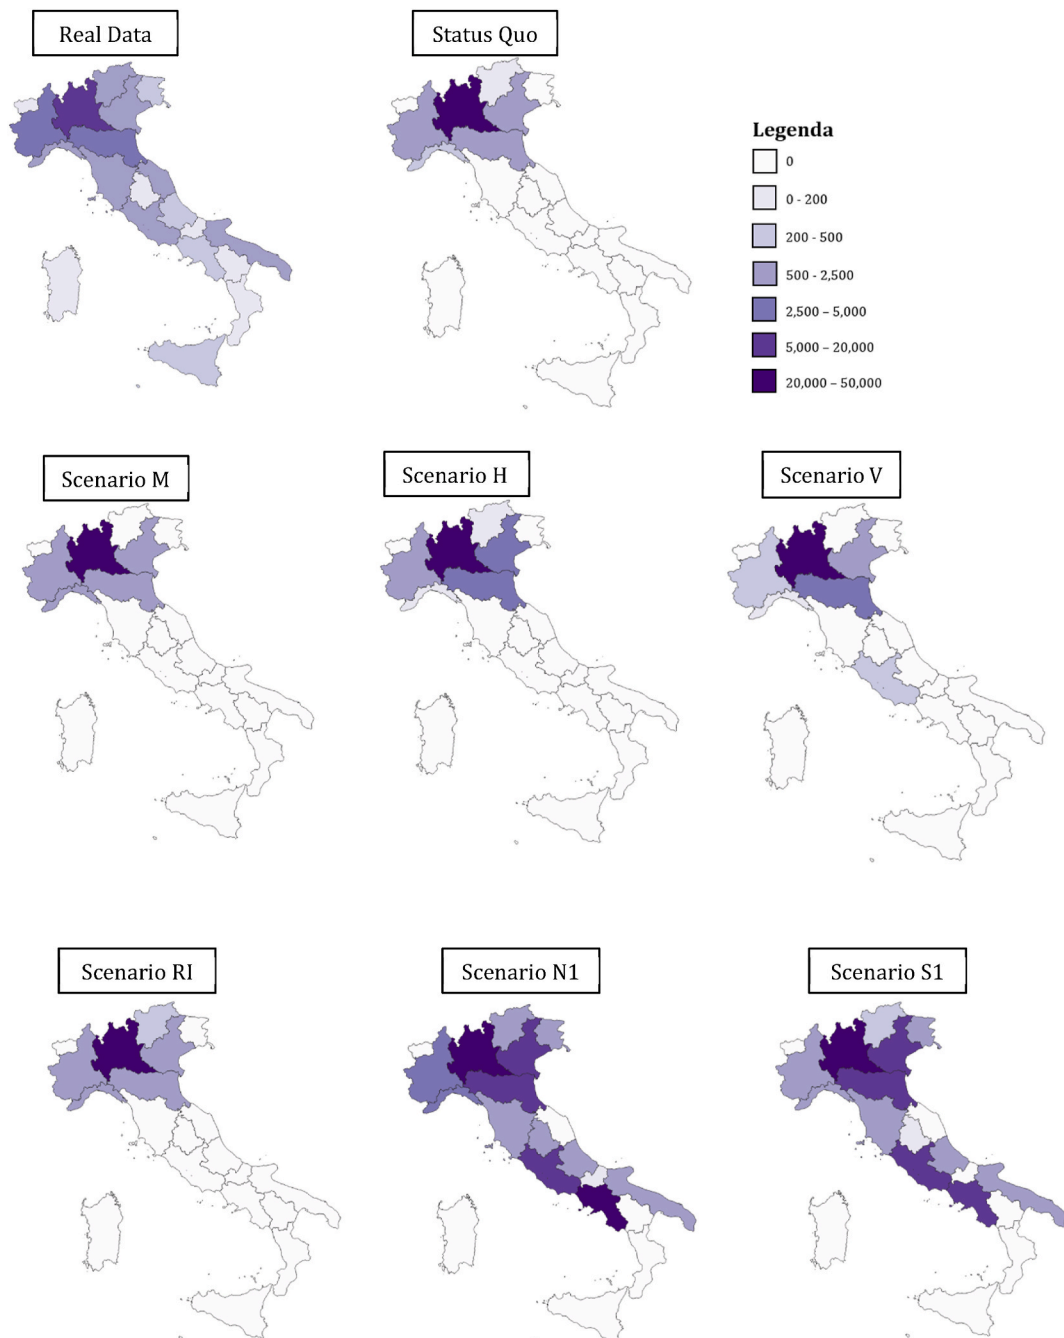 Real Data
Status Quo
Legenda
0
0 - 200
200 - 500
500 - 2,500
2,500 – 5,000
5,000 – 20,000
20,000 – 50,000
Scenario M
Scenario H
Scenario V
Scenario RI
Scenario N1
Scenario S1